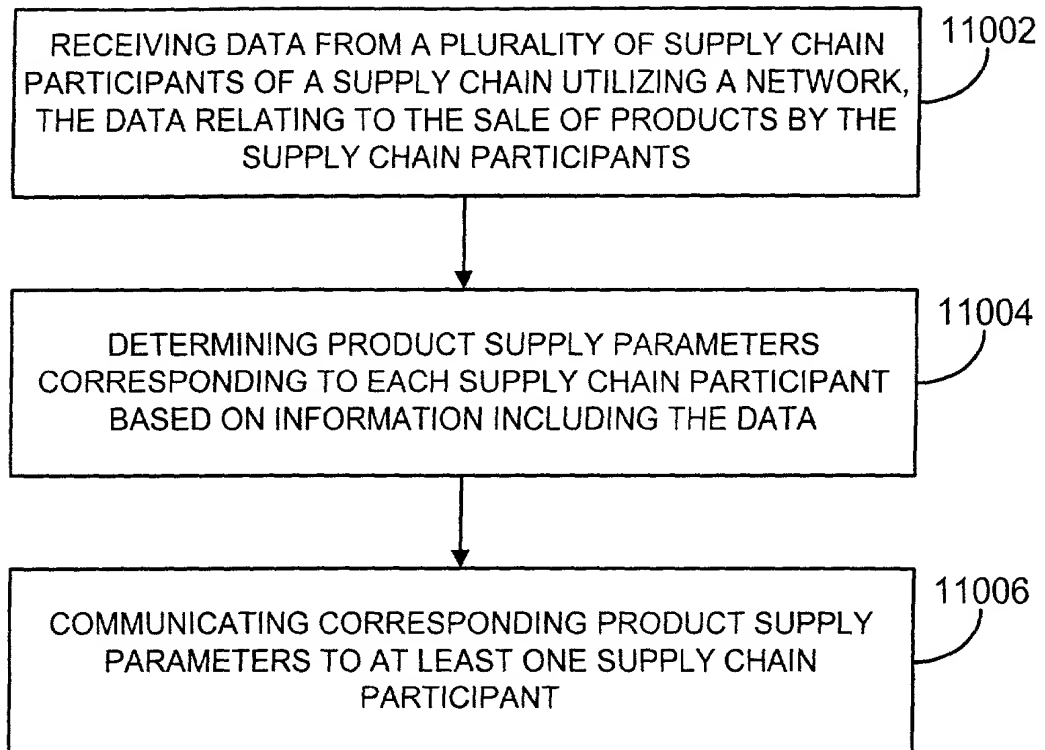 RECEIVING DATA FROM A PLURALITY OF SUPPLY CHAIN
PARTICIPANTS OF A SUPPLY CHAIN UTILIZING A NETWORK,
THE DATA RELATING TO THE SALE OF PRODUCTS BY THE
SUPPLY CHAIN PARTICIPANTS
11002
DETERMINING PRODUCT SUPPLY PARAMETERS
CORRESPONDING TO EACH SUPPLY CHAIN PARTICIPANT
BASED ON INFORMATION INCLUDING THE DATA
11004
COMMUNICATING CORRESPONDING PRODUCT SUPPLY
PARAMETERS TO AT LEAST ONE SUPPLY CHAIN
PARTICIPANT
11006